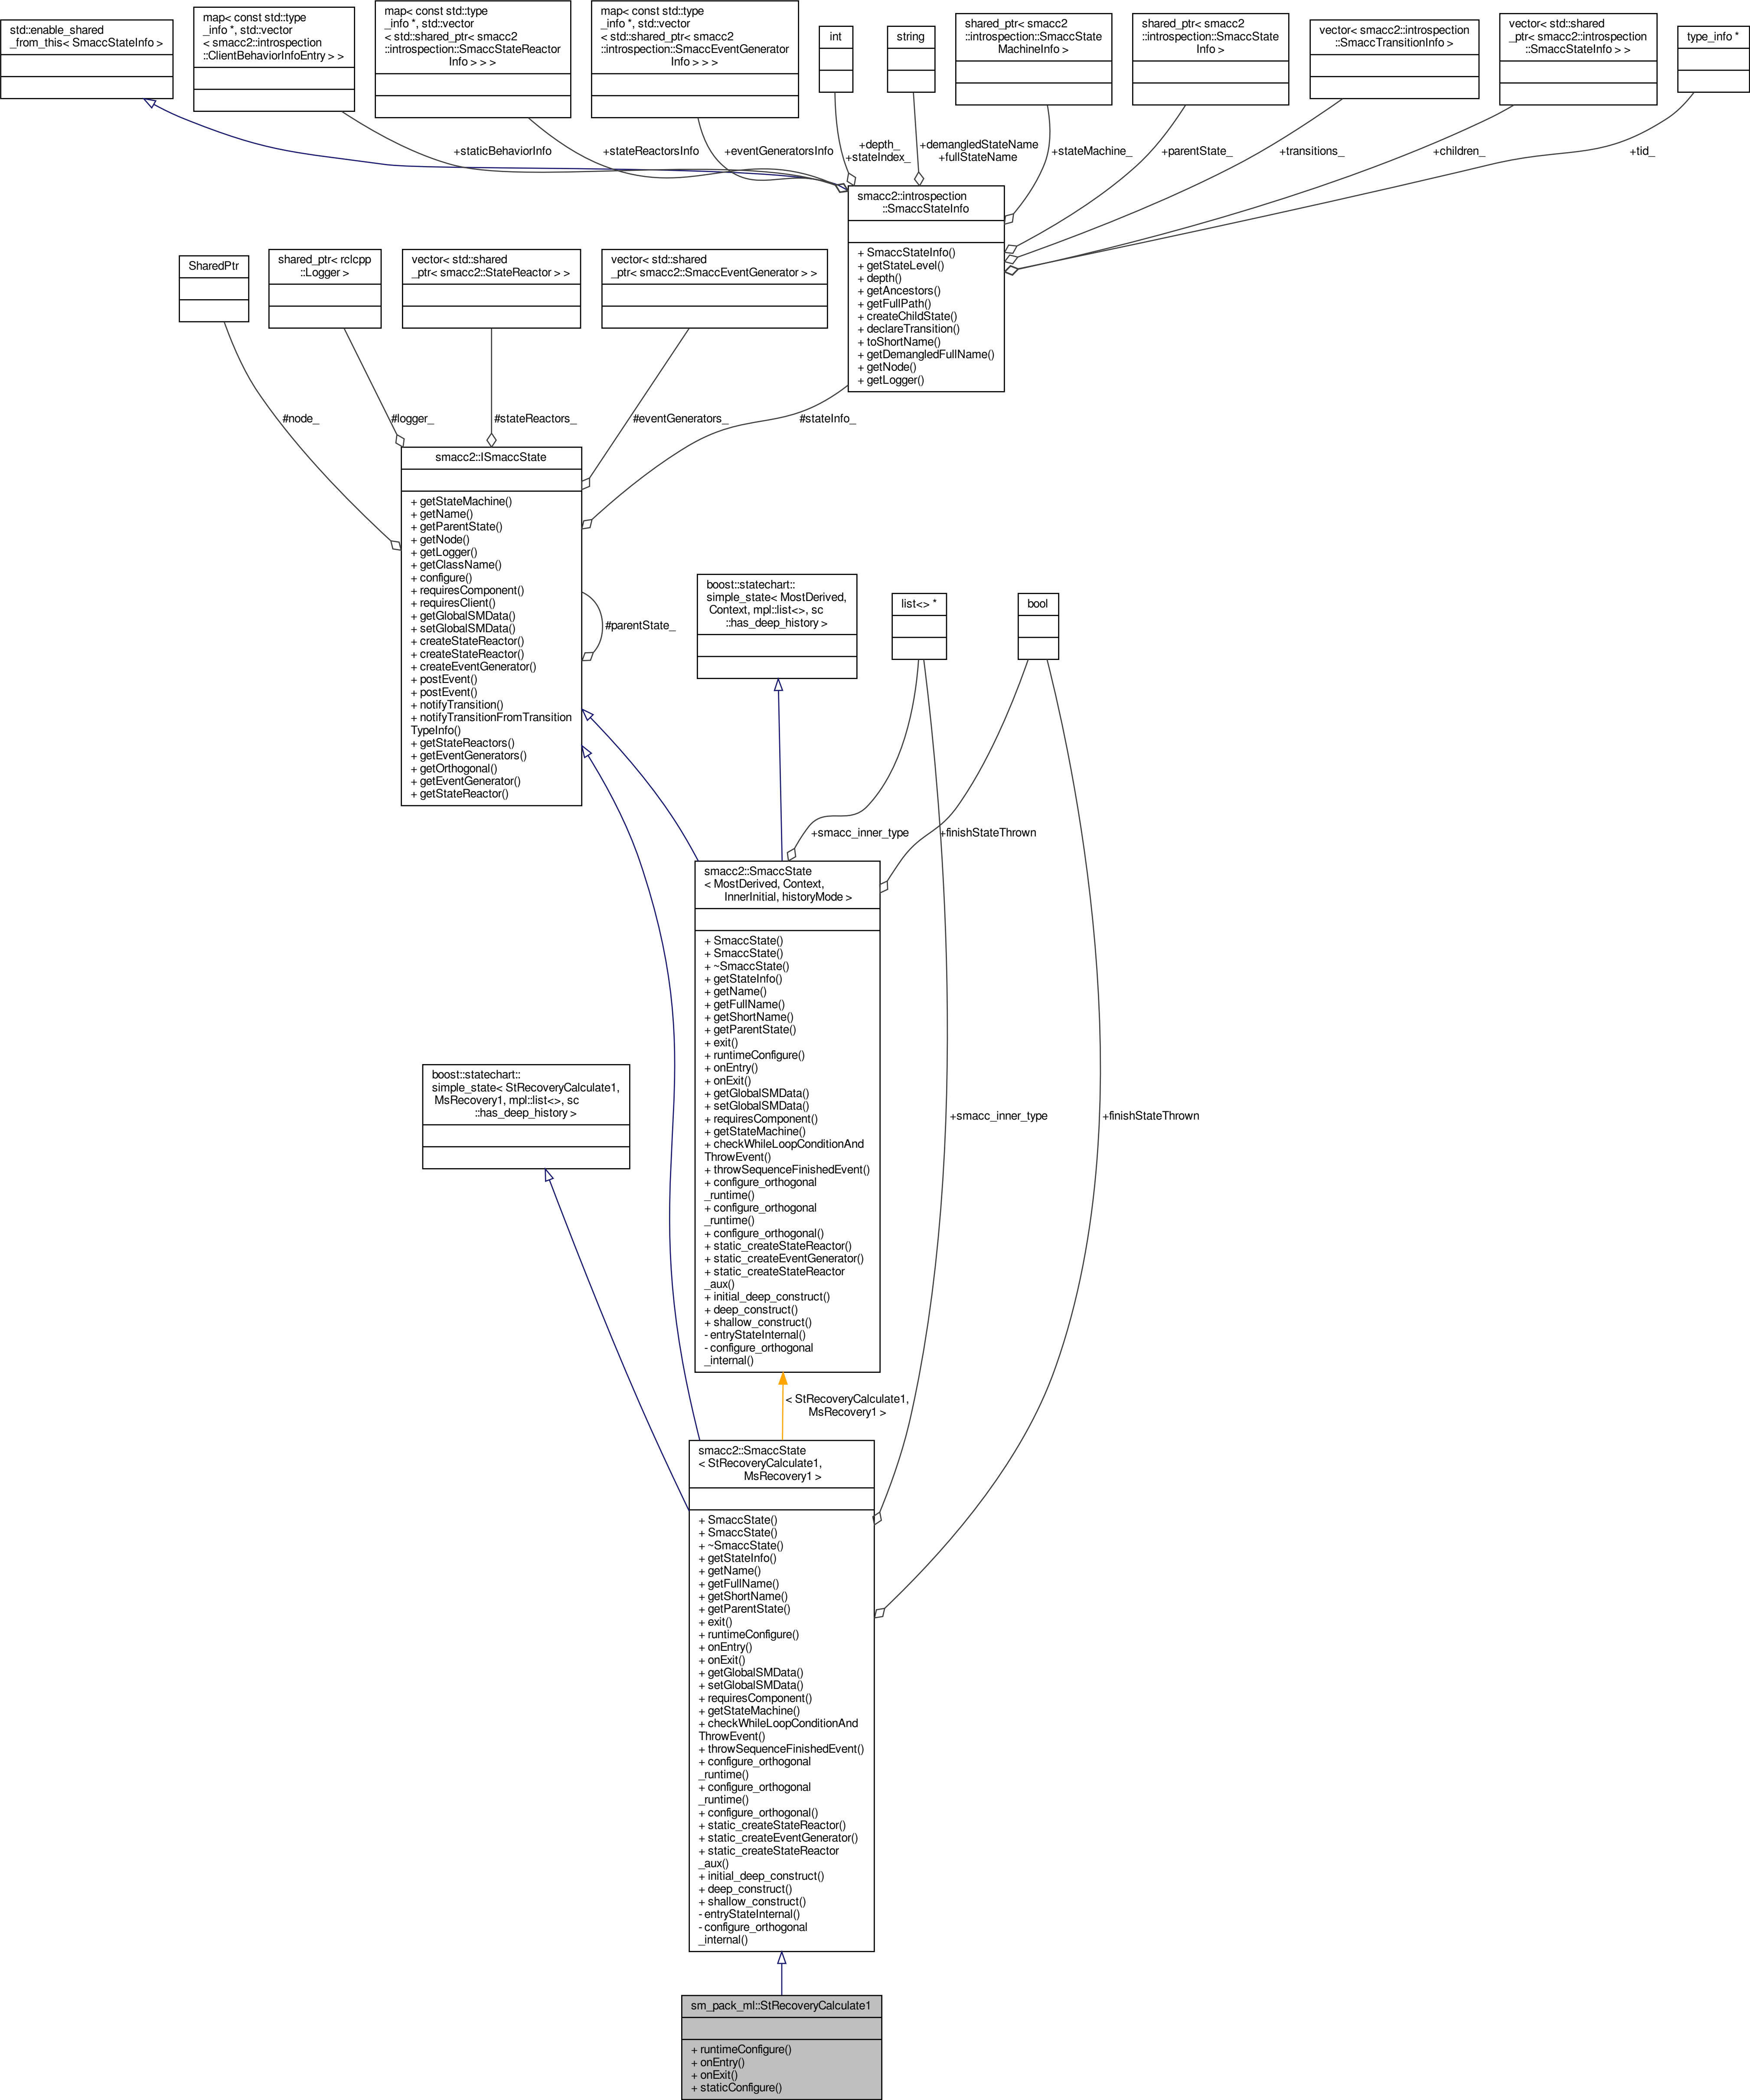 std::enable_shared
_from_this< SmaccStateInfo >
map< const std::type
_info *, std::vector
< smacc2::introspection
::ClientBehaviorInfoEntry > >
map< const std::type
_info *, std::vector
< std::shared_ptr< smacc2
::introspection::SmaccStateReactor
Info > > >
map< const std::type
_info *, std::vector
< std::shared_ptr< smacc2
::introspection::SmaccEventGenerator
Info > > >
int
string
shared_ptr< smacc2
::introspection::SmaccState
MachineInfo >
shared_ptr< smacc2
::introspection::SmaccState
Info >
vector< smacc2::introspection
::SmaccTransitionInfo >
vector< std::shared
_ptr< smacc2::introspection
::SmaccStateInfo > >
type_info *
+staticBehaviorInfo
+stateReactorsInfo
+eventGeneratorsInfo
+depth_
+stateIndex_
+demangledStateName
+fullStateName
+stateMachine_
+parentState_
+transitions_
+children_
+tid_
smacc2::introspection
::SmaccStateInfo
+ SmaccStateInfo()
+ getStateLevel()
+ depth()
+ getAncestors()
+ getFullPath()
+ createChildState()
+ declareTransition()
+ toShortName()
+ getDemangledFullName()
+ getNode()
+ getLogger()
SharedPtr
shared_ptr< rclcpp
::Logger >
vector< std::shared
_ptr< smacc2::StateReactor > >
vector< std::shared
_ptr< smacc2::SmaccEventGenerator > >
#node_
#logger_
#stateReactors_
#eventGenerators_
#stateInfo_
smacc2::ISmaccState
+ getStateMachine()
+ getName()
+ getParentState()
+ getNode()
+ getLogger()
+ getClassName()
+ configure()
+ requiresComponent()
+ requiresClient()
+ getGlobalSMData()
+ setGlobalSMData()
+ createStateReactor()
+ createStateReactor()
+ createEventGenerator()
+ postEvent()
+ postEvent()
+ notifyTransition()
+ notifyTransitionFromTransition
TypeInfo()
+ getStateReactors()
+ getEventGenerators()
+ getOrthogonal()
+ getEventGenerator()
+ getStateReactor()
#parentState_
boost::statechart::
simple_state< MostDerived,
Context, mpl::list<>, sc
::has_deep_history >
list<> *
bool
+smacc_inner_type
+finishStateThrown
smacc2::SmaccState
< MostDerived, Context,
InnerInitial, historyMode >
+ SmaccState()
+ SmaccState()
+ ~SmaccState()
+ getStateInfo()
+ getName()
+ getFullName()
+ getShortName()
+ getParentState()
+ exit()
+ runtimeConfigure()
+ onEntry()
+ onExit()
+ getGlobalSMData()
+ setGlobalSMData()
+ requiresComponent()
+ getStateMachine()
+ checkWhileLoopConditionAnd
ThrowEvent()
+ throwSequenceFinishedEvent()
+ configure_orthogonal
_runtime()
+ configure_orthogonal
_runtime()
+ configure_orthogonal()
+ static_createStateReactor()
+ static_createEventGenerator()
+ static_createStateReactor
_aux()
+ initial_deep_construct()
+ deep_construct()
+ shallow_construct()
- entryStateInternal()
- configure_orthogonal
_internal()
boost::statechart::
simple_state< StRecoveryCalculate1,
MsRecovery1, mpl::list<>, sc
::has_deep_history >
+smacc_inner_type
+finishStateThrown
< StRecoveryCalculate1,
MsRecovery1 >
smacc2::SmaccState
< StRecoveryCalculate1,
MsRecovery1 >
+ SmaccState()
+ SmaccState()
+ ~SmaccState()
+ getStateInfo()
+ getName()
+ getFullName()
+ getShortName()
+ getParentState()
+ exit()
+ runtimeConfigure()
+ onEntry()
+ onExit()
+ getGlobalSMData()
+ setGlobalSMData()
+ requiresComponent()
+ getStateMachine()
+ checkWhileLoopConditionAnd
ThrowEvent()
+ throwSequenceFinishedEvent()
+ configure_orthogonal
_runtime()
+ configure_orthogonal
_runtime()
+ configure_orthogonal()
+ static_createStateReactor()
+ static_createEventGenerator()
+ static_createStateReactor
_aux()
+ initial_deep_construct()
+ deep_construct()
+ shallow_construct()
- entryStateInternal()
- configure_orthogonal
_internal()
sm_pack_ml::StRecoveryCalculate1
+ runtimeConfigure()
+ onEntry()
+ onExit()
+ staticConfigure()